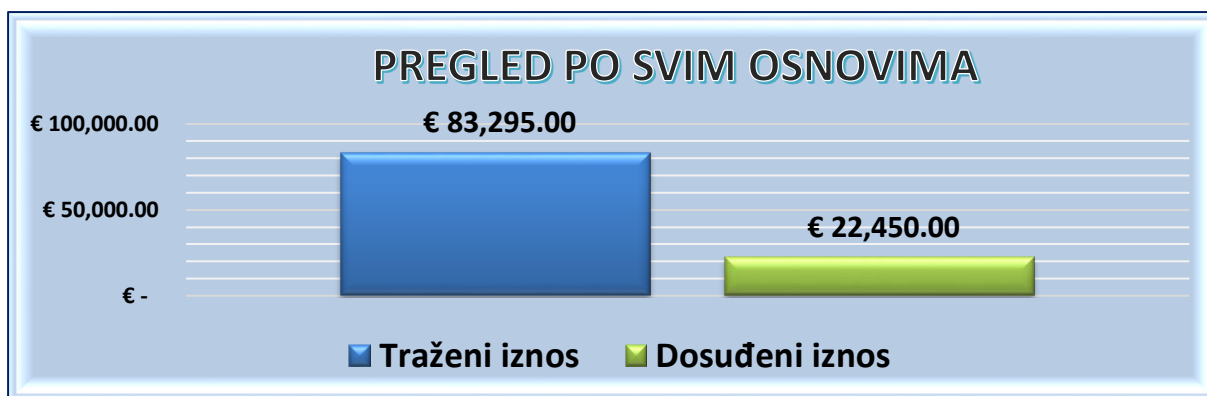 PREGLED PO SVIM OSNOVIMA
€ 100,000.00
€ 83,295.00
€ 50,000.00
€ 22,450.00
€ -
Traženi iznos
Dosuđeni iznos